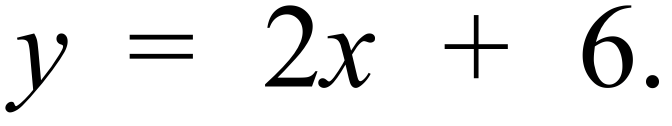 y = 2x + 6.